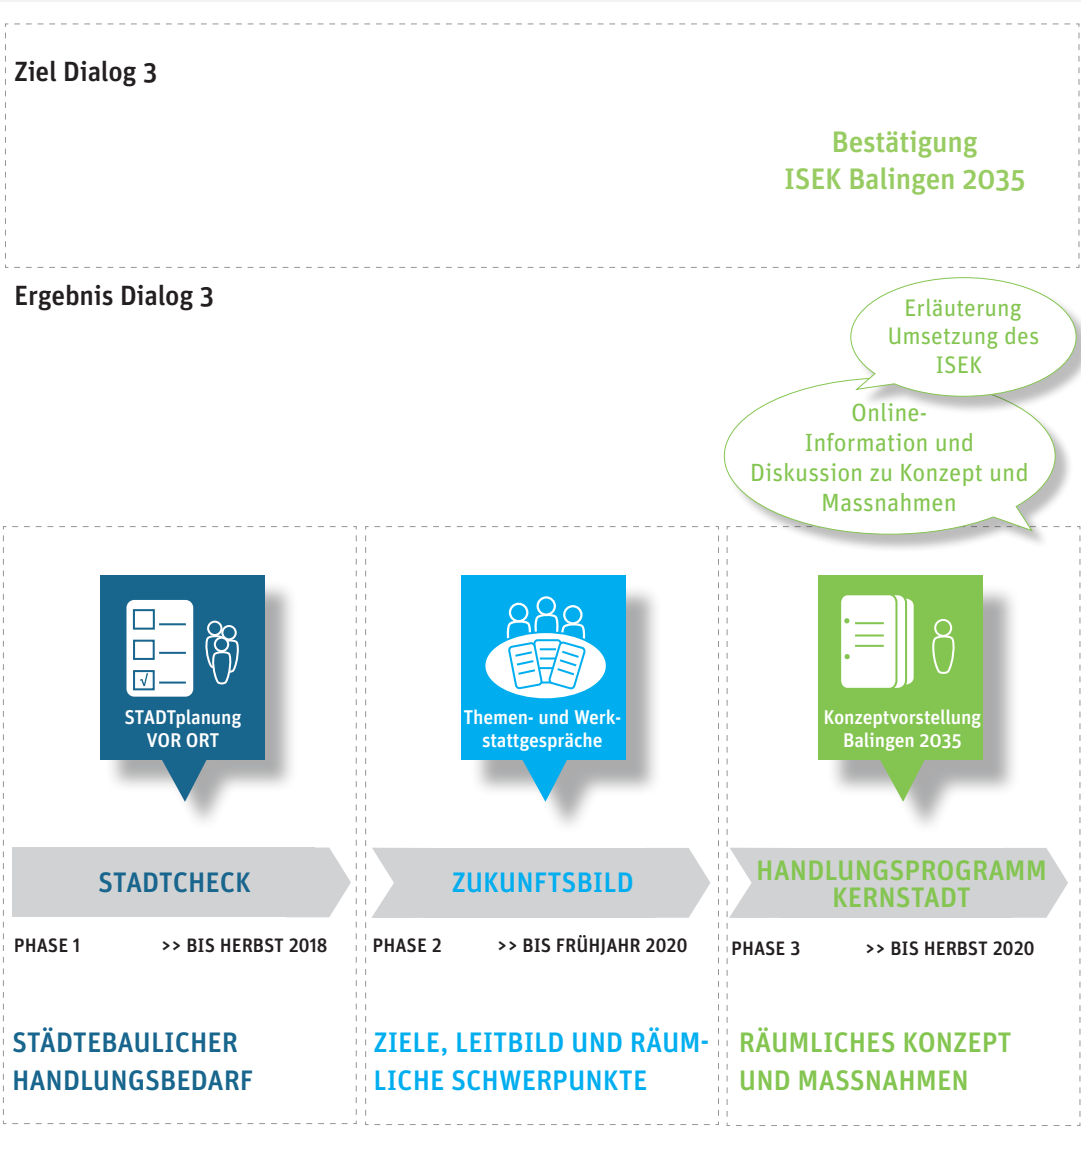 Ziel Dialog 3
Bestätigung
ISEK Balingen 2035
Ergebnis Dialog 3
Erläuterung
Umsetzung des
ISEK
Online-
Information und
Diskussion zu Konzept und
Massnahmen
STADTplanung
VOR ORT
Themen- und Werk-
stattgespräche
Konzeptvorstellung
Balingen 2035
STADTCHECK
ZUKUNFTSBILD
HANDLUNGSPROGRAMM
KERNSTADT
PHASE 1 >> BIS HERBST 2018
PHASE 2 >> BIS FRÜHJAHR 2020
PHASE 3 >> BIS HERBST 2020
STÄDTEBAULICHER
HANDLUNGSBEDARF
ZIELE, LEITBILD UND RÄUM-
LICHE SCHWERPUNKTE
RÄUMLICHES KONZEPT
UND MASSNAHMEN